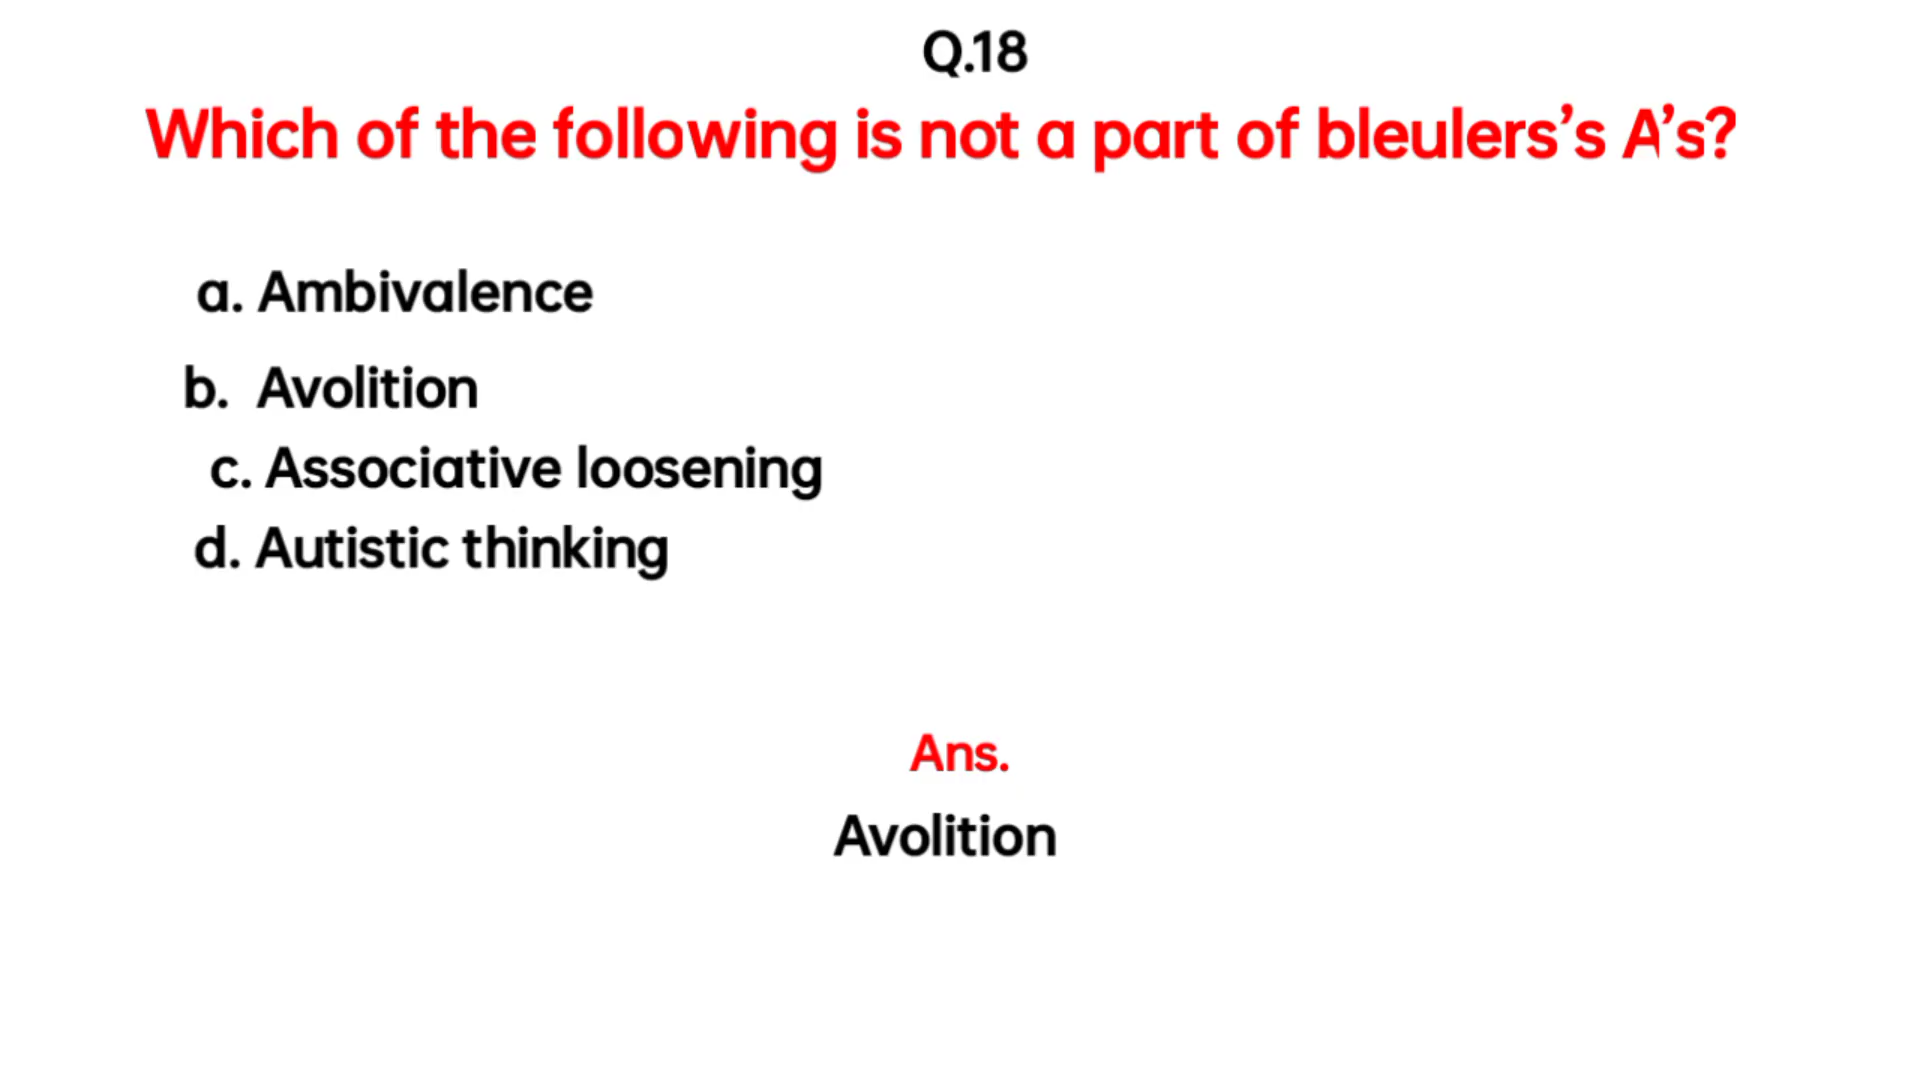 Q.18
Which of the following is not a part of bleulers’s A’s?
a. Ambivalence
b. Avolition
c. Associative loosening
d. Autistic thinking
Ans.
Avolition